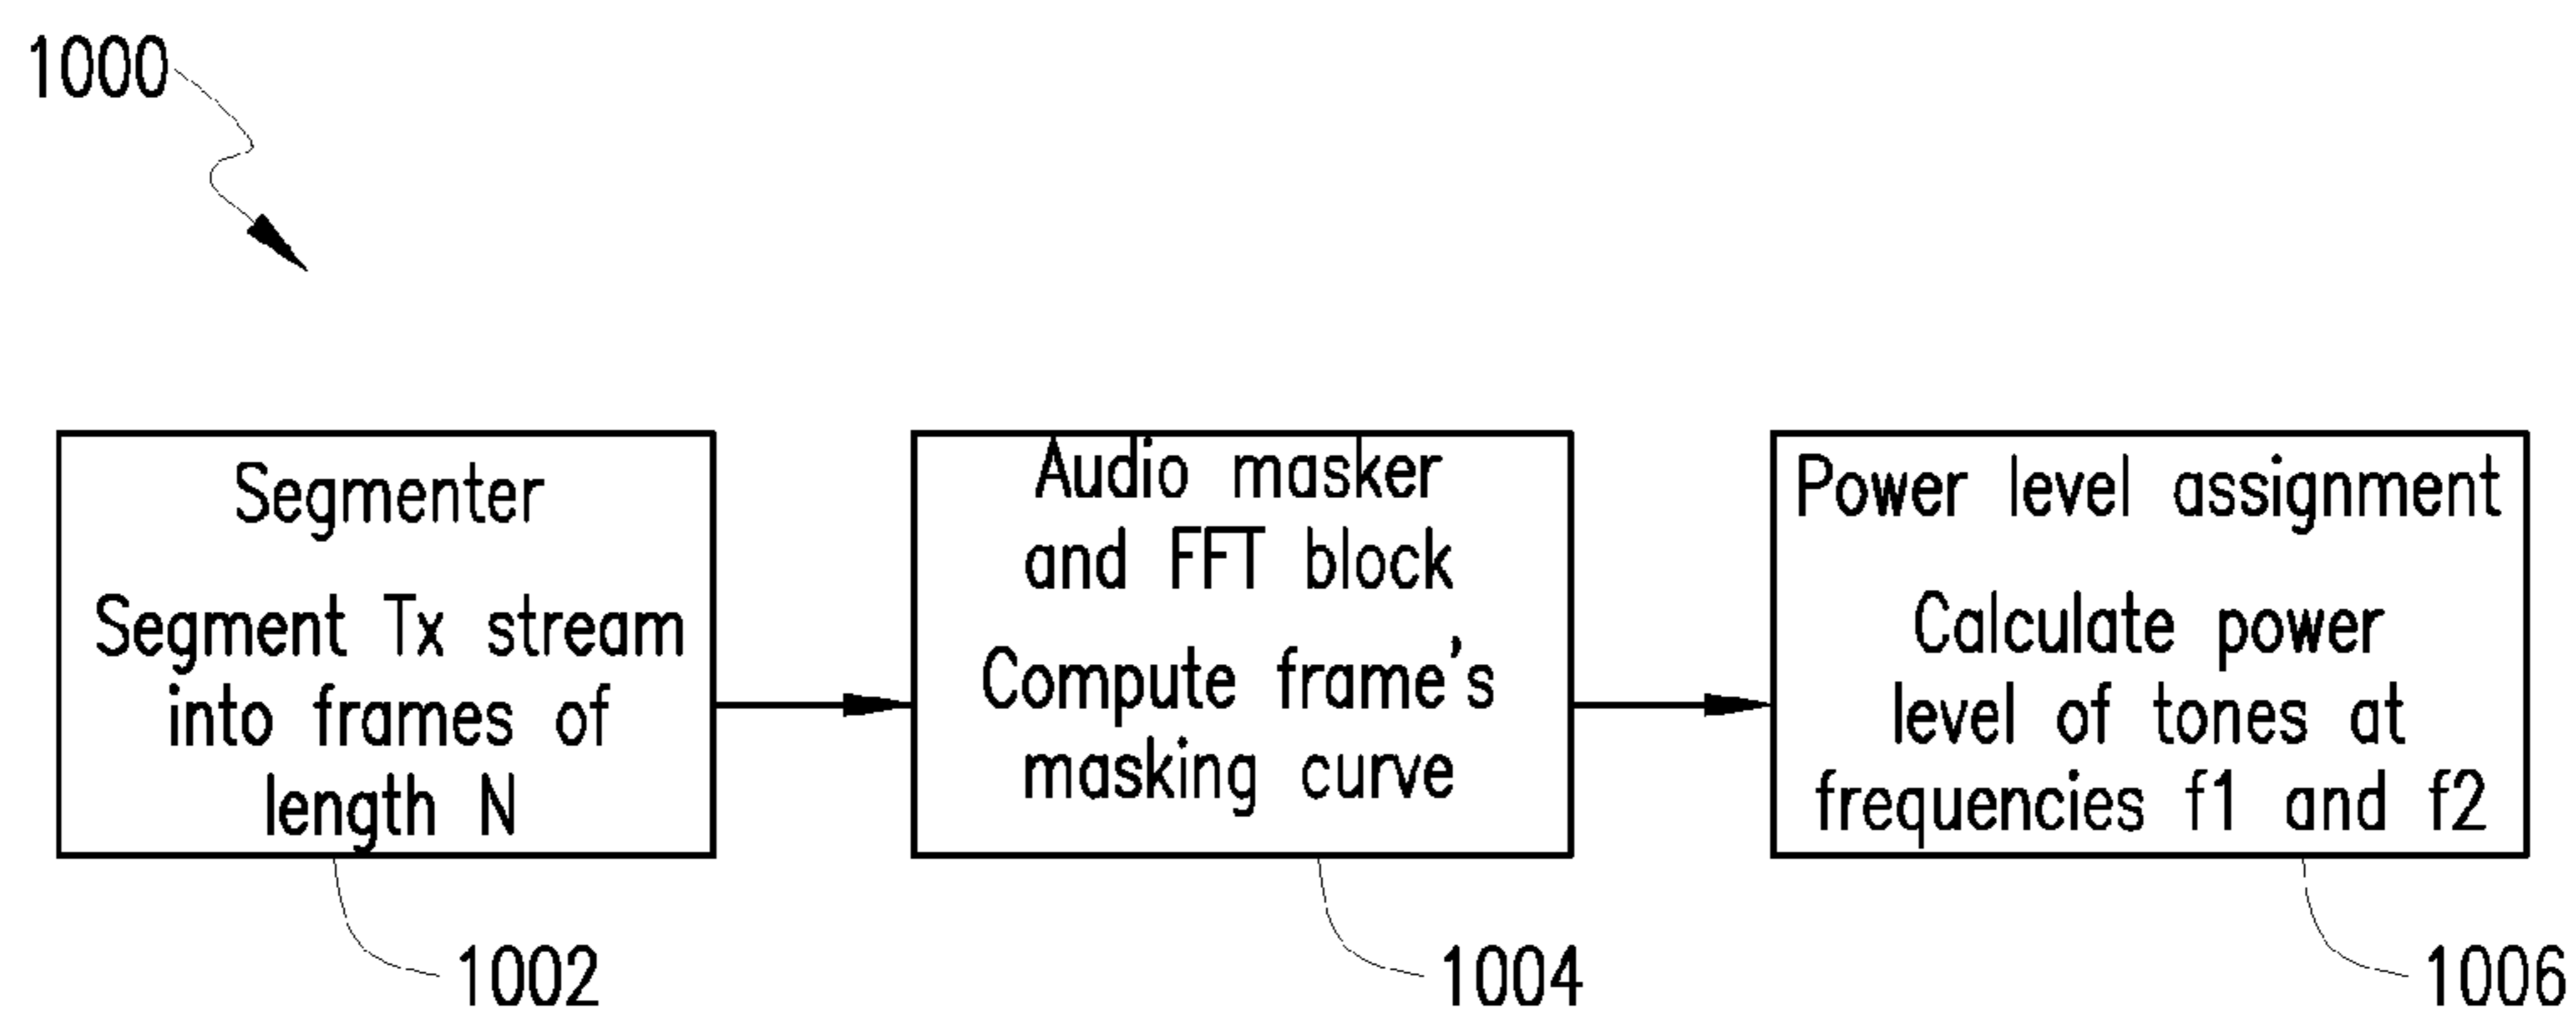 1000
Segmenter
Segment Tx stream
into frames of
length N
1002
Audio masker
and FFT block
Compute frame's
masking curve
1004
Power level assignment
Calculate power
level of tones at
frequencies f1 and f2
1006